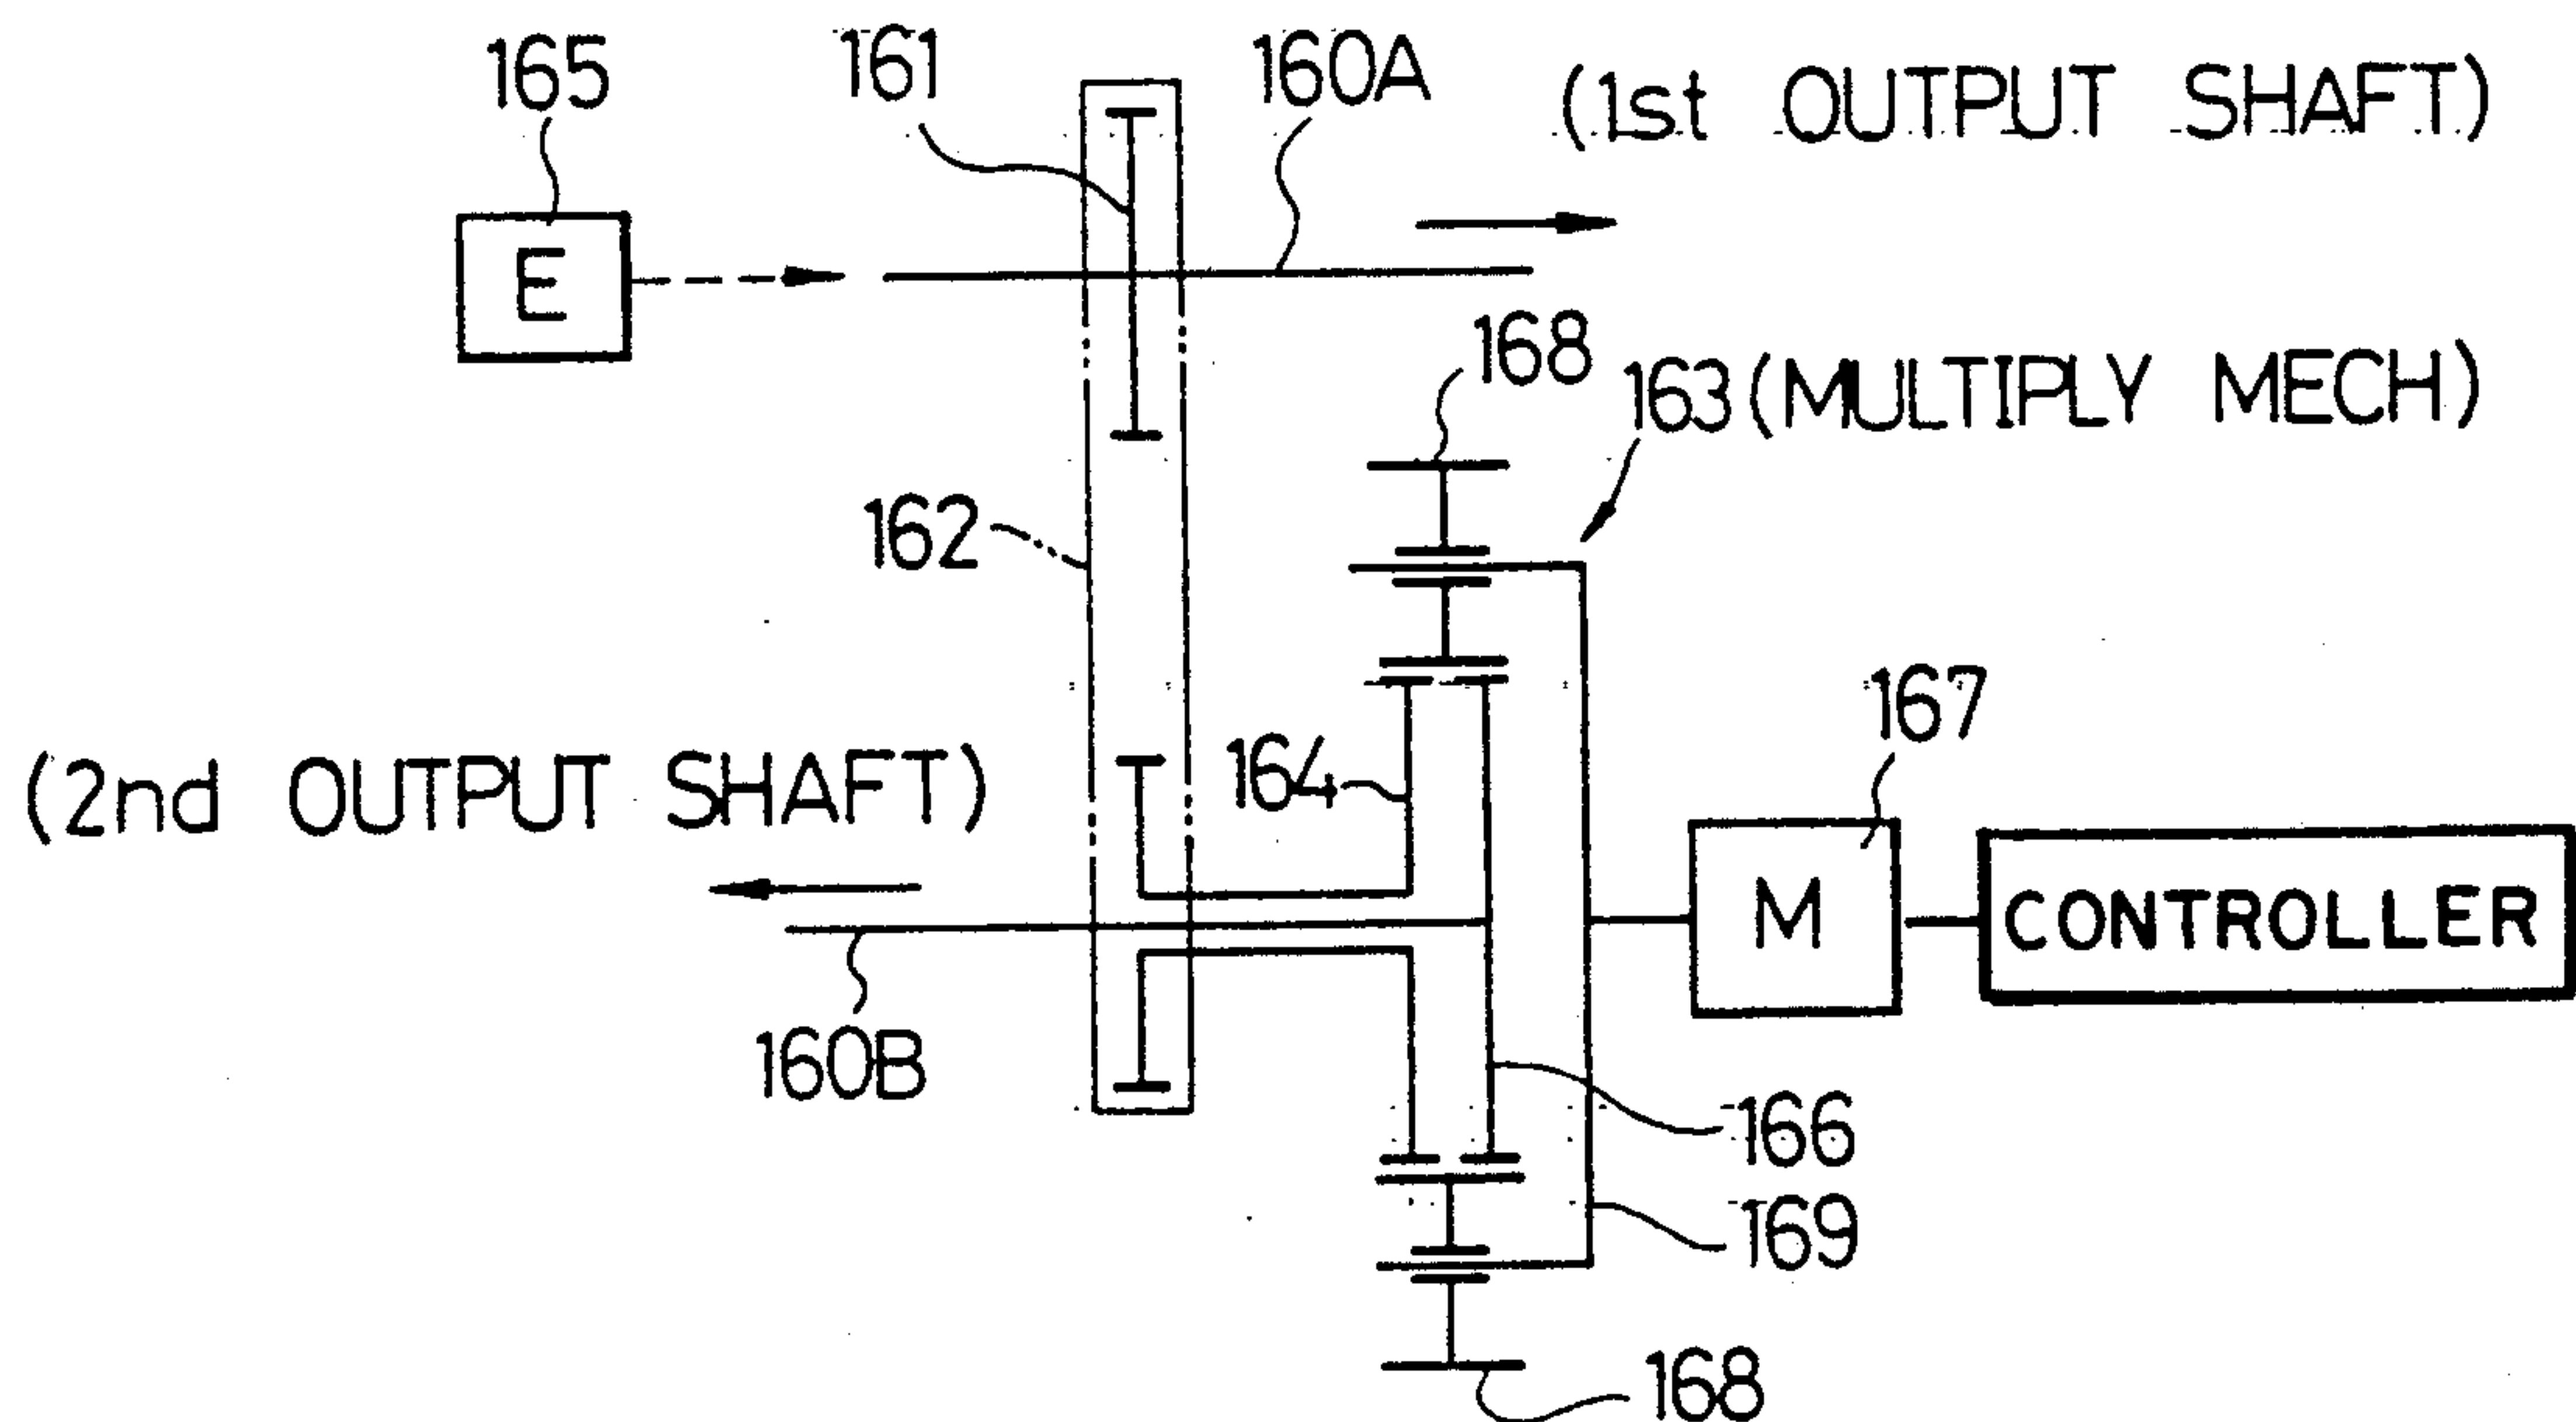 165
161
160A
(1st OUTPUT SHAFT)
E
168
163 (MULTIPLY MECH)
162
167
164
(2nd OUTPUT SHAFT)
M
CONTROLLER
160B
166
169
168